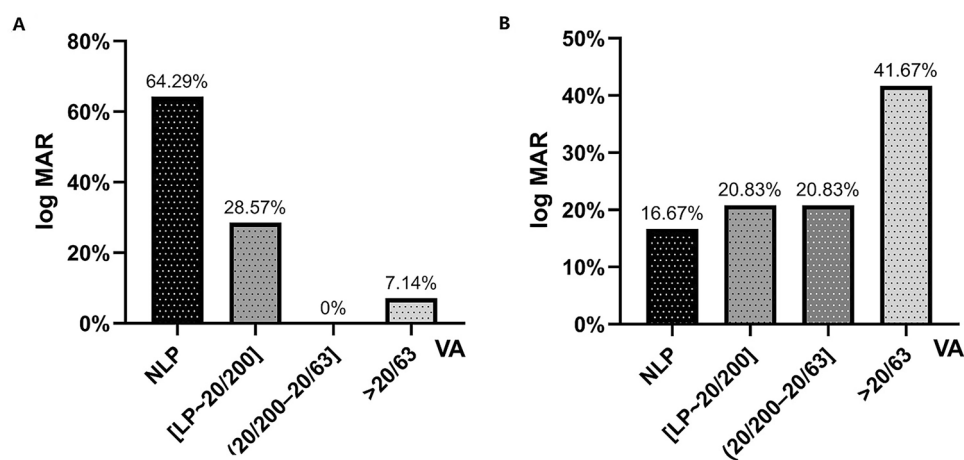 A
log MAR
80%
60%
40%
20%
0%
64.29%
28.57%
0%
7.14%
NLP
[LP~20/200]
(20/200–20/63]
>20/63
VA
B
log MAR
50%
40%
30%
20%
10%
0%
16.67%
20.83%
20.83%
41.67%
NLP
[LP~20/200]
(20/200–20/63]
>20/63
VA